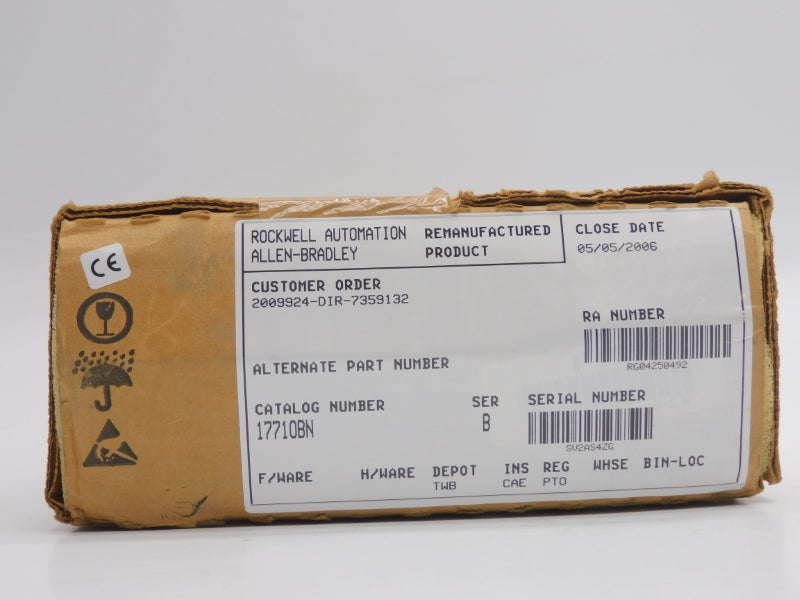 CE
ROCKWELL AUTOMATION
ALLEN-BRADLEY
REMANUFACTURED
PRODUCT
CLOSE DATE
05/05/2006
CUSTOMER ORDER
2009924-DIR-7359132
RA NUMBER
RG04250492
ALTERNATE PART NUMBER
CATALOG NUMBER
1771OBN
SER
B
SERIAL NUMBER
SV2AS4ZG
F/WARE
H/WARE
DEPOT
TWB
INS
CAE
REG
PTO
WHSE
BIN-LOC